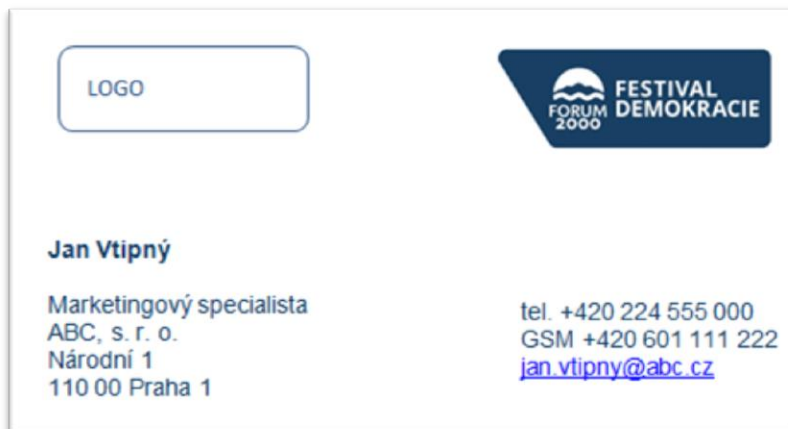 LOGO
FORUM
2000
FESTIVAL
DEMOKRACIE
Jan Vtipný
Marketingový specialista
ABC, s. r. o.
Národní 1
110 00 Praha 1
tel. +420 224 555 000
GSM +420 601 111 222
jan.vtipny@abc.cz